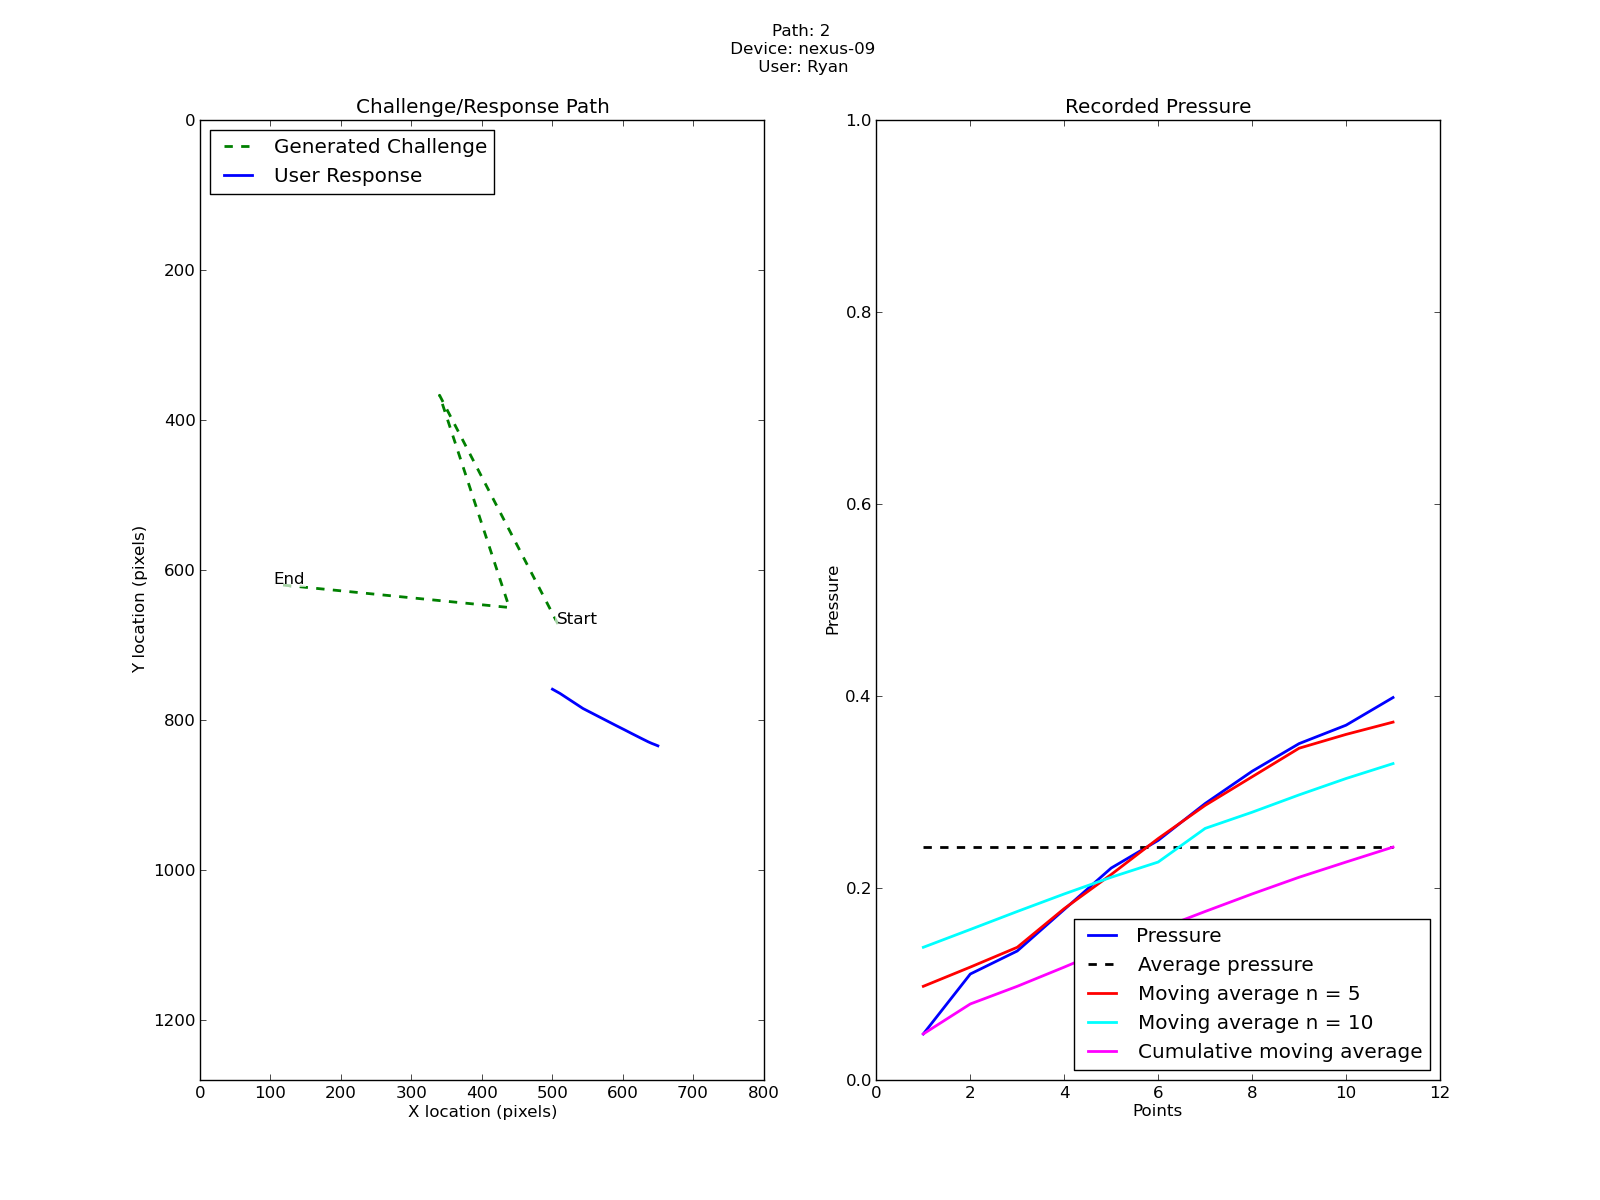 Path: 2
Device: nexus-09
User: Ryan
Challenge/Response Path
Generated Challenge
User Response
0
200
400
600
800
1000
1200
Y location (pixels)
End
Start
0 100 200 300 400 500 600 700 800
X location (pixels)
Recorded Pressure
1.0
0.8
0.6
0.4
0.2
0.0
Pressure
Pressure
Average pressure
Moving average n = 5
Moving average n = 10
Cumulative moving average
0 2 4 6 8 10 12
Points